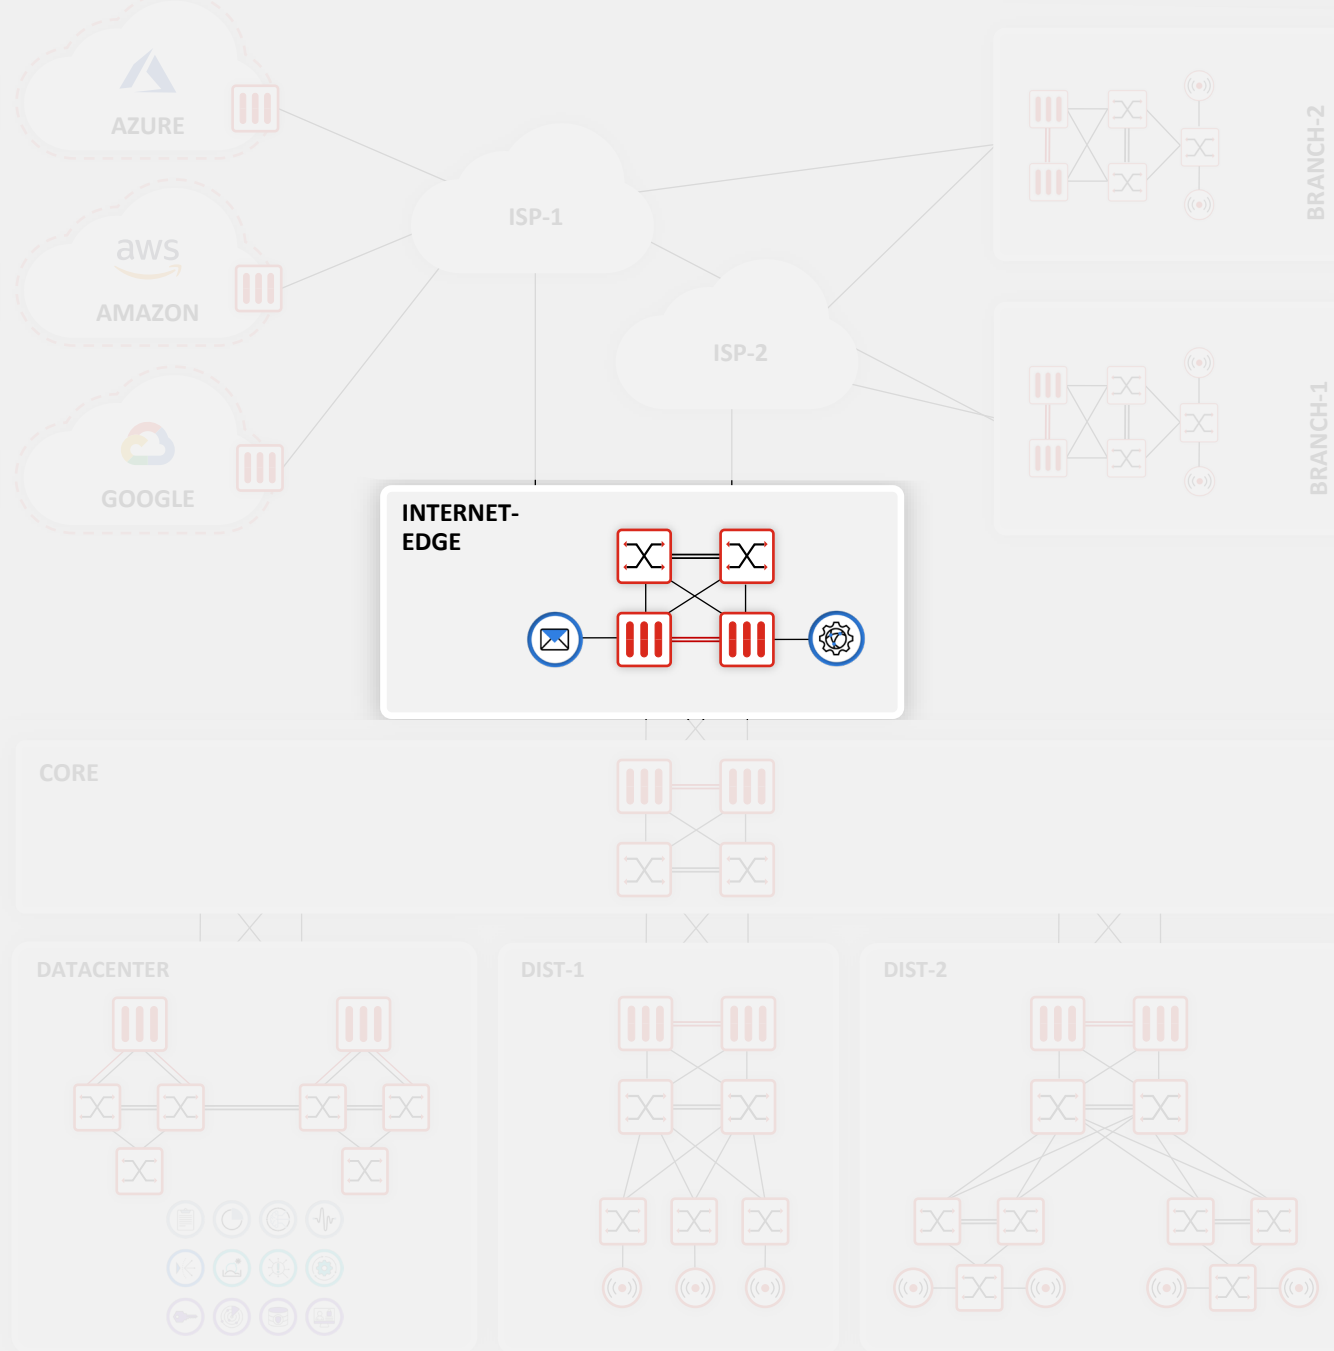 AZURE
aws
AMAZON
GOOGLE
ISP-1
ISP-2
BRANCH-2
BRANCH-1
INTERNET-
EDGE
CORE
DATACENTER
DIST-1
DIST-2